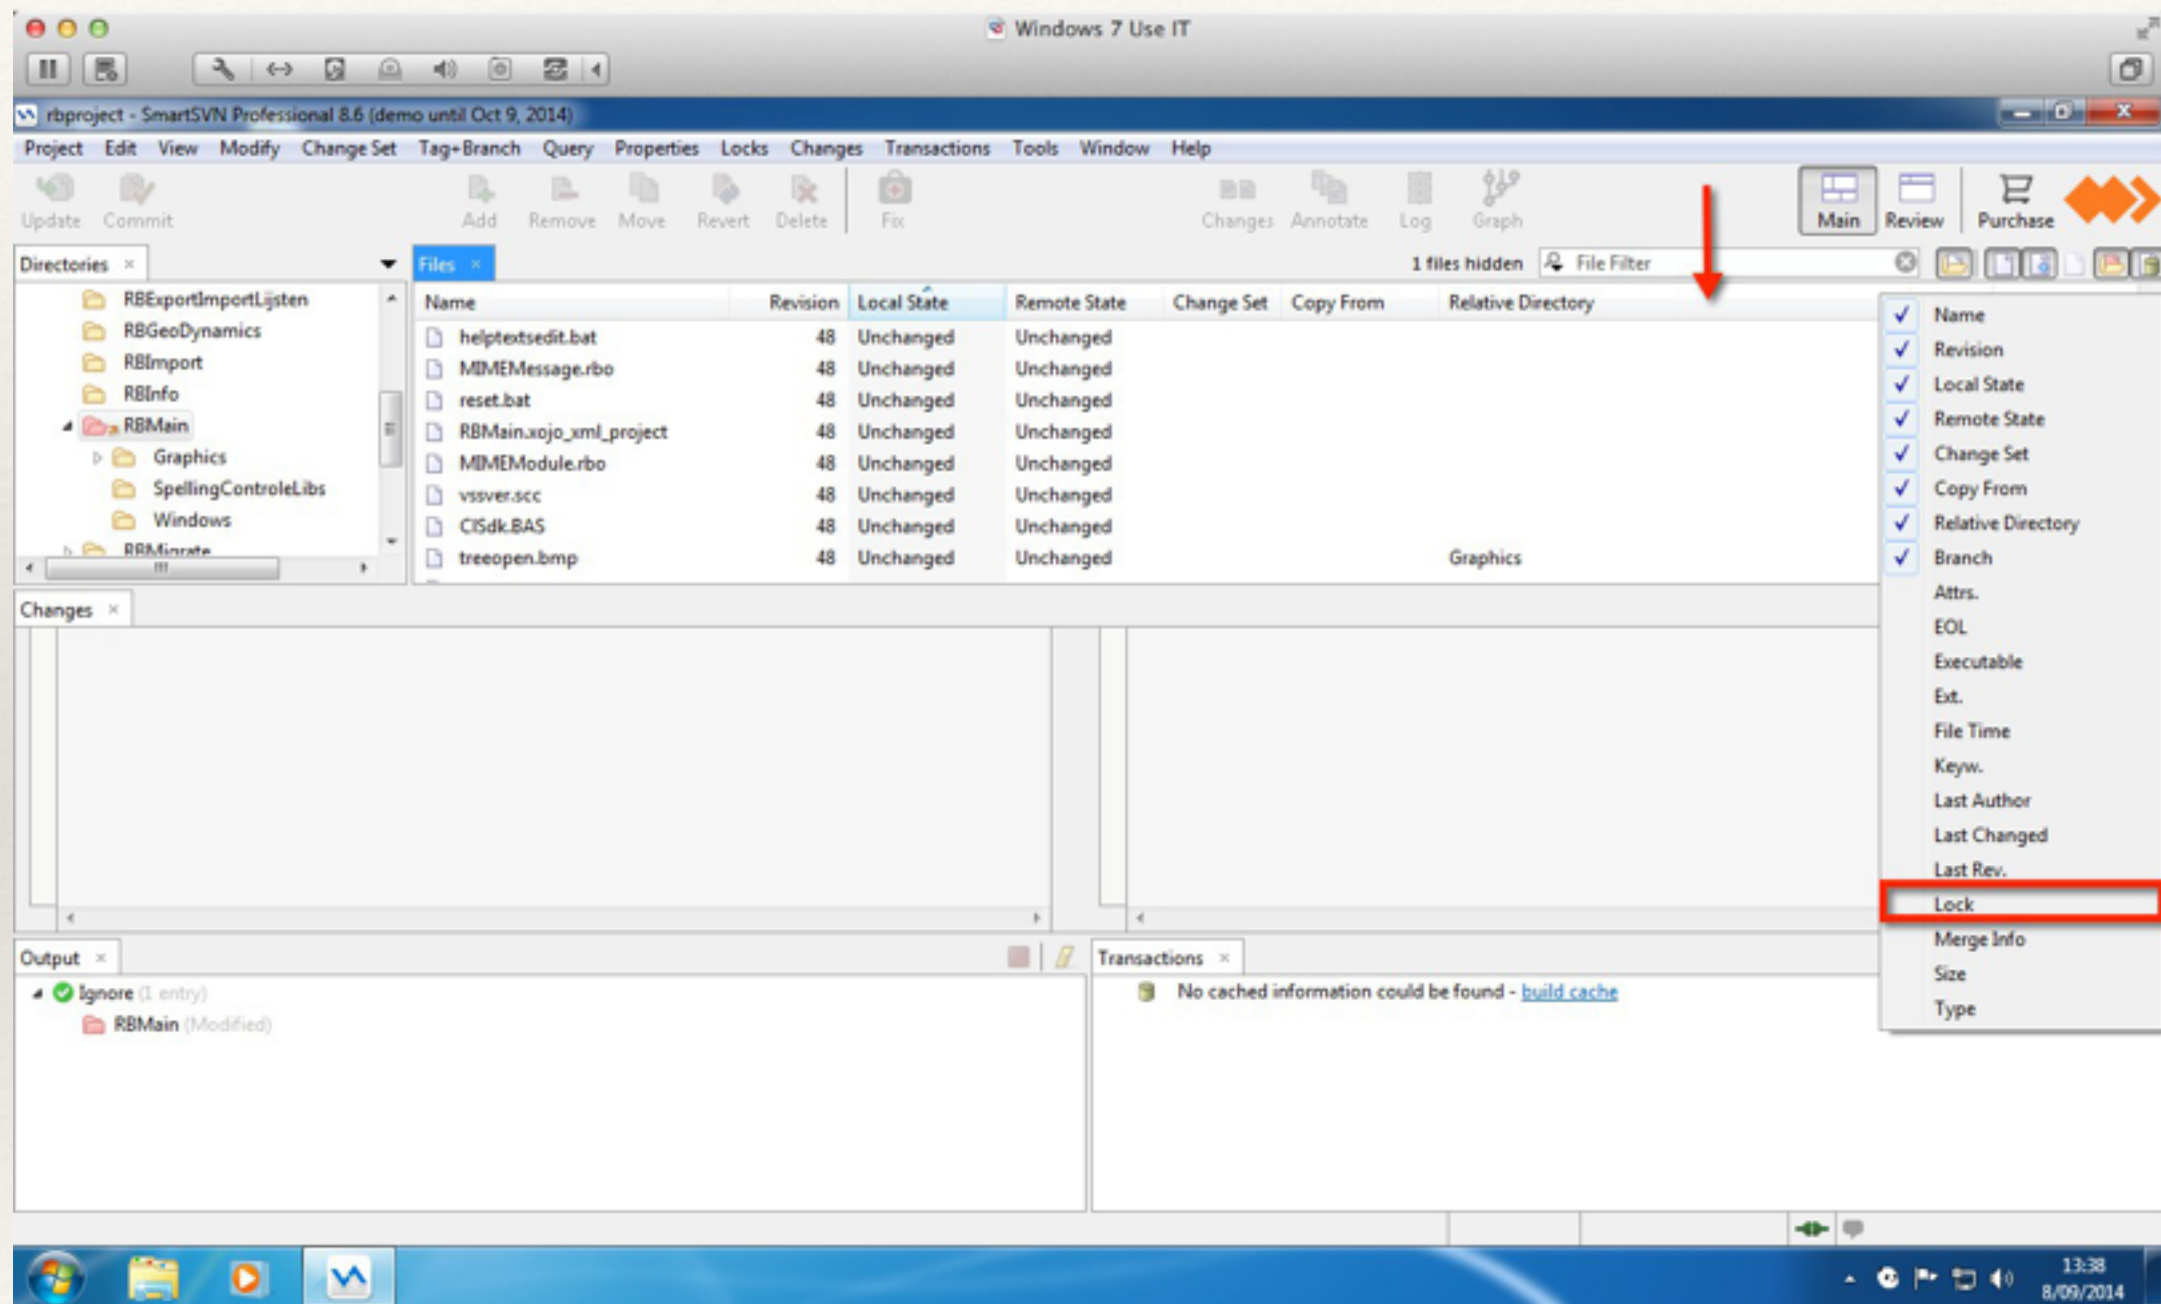 Windows 7 Use IT
rbproject - SmartSVN Professional 8.6 (demo until Oct 9, 2014)
Project Edit View Modify Change Set Tag+Branch Query Properties Locks Changes Transactions Tools Window Help
Update Commit Add Remove Move Revert Delete Fix Changes Annotate Log Graph Main Review Purchase
Directories
RBExportImportLijsten
RBGeoDynamics
RBImport
RBInfo
RBMain
Graphics
SpellingControleLibs
Windows
RBMigrate
Files 1 files hidden File Filter
Name Revision Local State Remote State Change Set Copy From Relative Directory
helptextsedit.bat 48 Unchanged Unchanged
MIMEMessage.rbo 48 Unchanged Unchanged
reset.bat 48 Unchanged Unchanged
RBMain.xojo_xml_project 48 Unchanged Unchanged
MIMEModule.rbo 48 Unchanged Unchanged
vssver.scc 48 Unchanged Unchanged
CISdk.BAS 48 Unchanged Unchanged
treeopen.bmp 48 Unchanged Unchanged Graphics
Name
Revision
Local State
Remote State
Change Set
Copy From
Relative Directory
Branch
Attrs.
EOL
Executable
Ext.
File Time
Keyw.
Last Author
Last Changed
Last Rev.
Lock
Merge Info
Size
Type
Changes
Output
Ignore (1 entry)
RBMain (Modified)
Transactions
No cached information could be found - build cache
13:38
8/09/2014